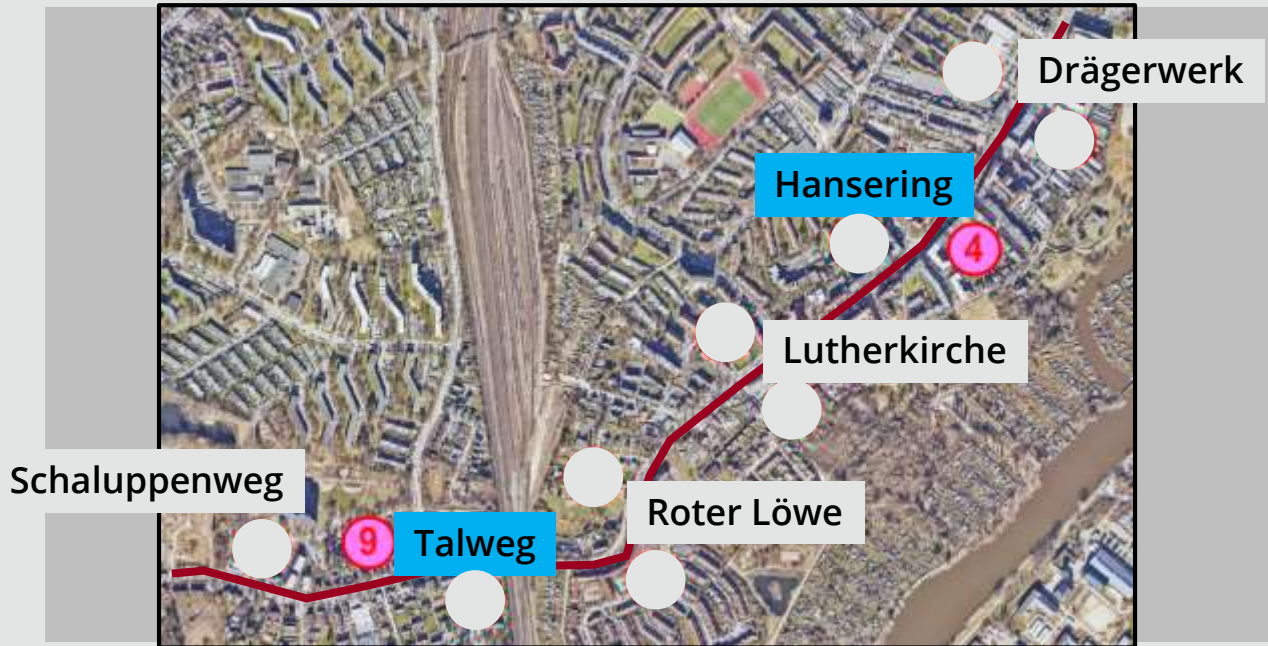 Drägerwerk
Hansering
4
Lutherkirche
Schaluppenweg
Roter Löwe
9
Talweg